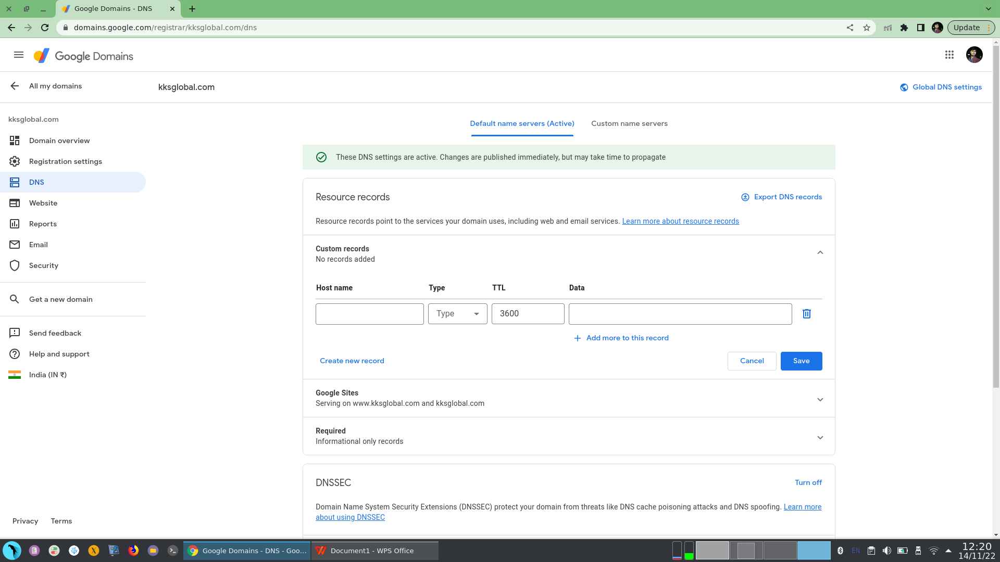 Google Domains - DNS
domains.google.com/registrar/kksglobal.com/dns
Update
Google Domains
All my domains
kksglobal.com
Global DNS settings
kksglobal.com
Domain overview
Registration settings
DNS
Website
Reports
Email
Security
Get a new domain
Send feedback
Help and support
India (IN ₹)
Privacy Terms
Default name servers (Active) Custom name servers
These DNS settings are active. Changes are published immediately, but may take time to propagate
Resource records
Export DNS records
Resource records point to the services your domain uses, including web and email services. Learn more about resource records
Custom records
No records added
Host name Type TTL Data
Type 3600
Add more to this record
Create new record Cancel Save
Google Sites
Serving on www.kksglobal.com and kksglobal.com
Required
Informational only records
DNSSEC
Turn off
Domain Name System Security Extensions (DNSSEC) protect your domain from threats like DNS cache poisoning attacks and DNS spoofing. Learn more
about using DNSSEC
Google Domains - DNS - Goo...
Document1 - WPS Office
EN
12:20
14/11/22